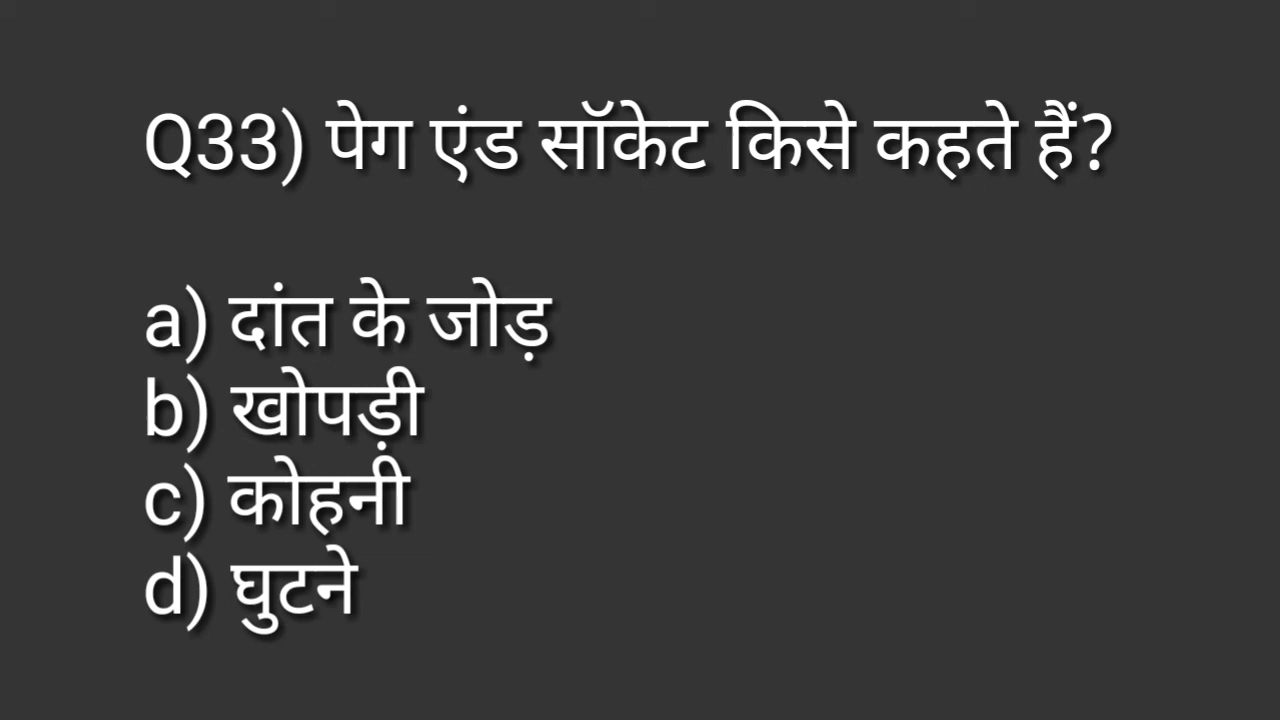 Q33) पेग एंड सॉकेट किसे कहते हैं?
a) दांत के जोड़
b) खोपड़ी
c) कोहनी
d) घुटने